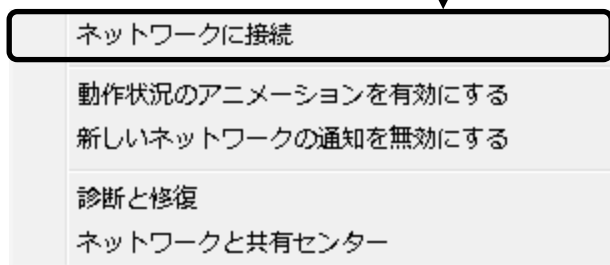 ネットワークに接続
動作状況のアニメーションを有効にする
新しいネットワークの通知を無効にする
診断と修復
ネットワークと共有センター